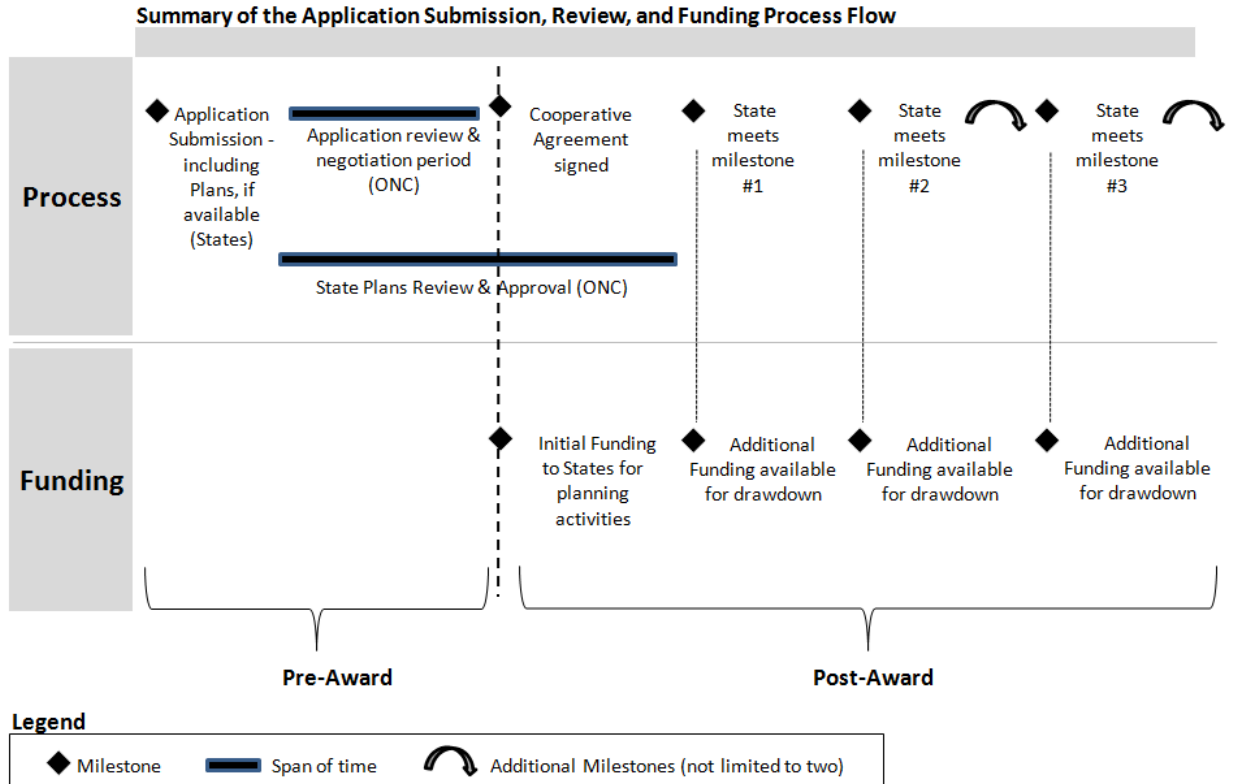 Summary of the Application Submission, Review, and Funding Process Flow
Process
Application
Submission -
including
Plans, if
available
(States)
Application review &
negotiation period
(ONC)
Cooperative
Agreement
signed
State
meets
milestone
#1
State
meets
milestone
#2
State
meets
milestone
#3
State Plans Review & Approval (ONC)
Funding
Initial Funding
to States for
planning
activities
Additional
Funding available
for drawdown
Additional
Funding available
for drawdown
Additional
Funding available
for drawdown
Pre-Award
Post-Award
Legend
Milestone
Span of time
Additional Milestones (not limited to two)